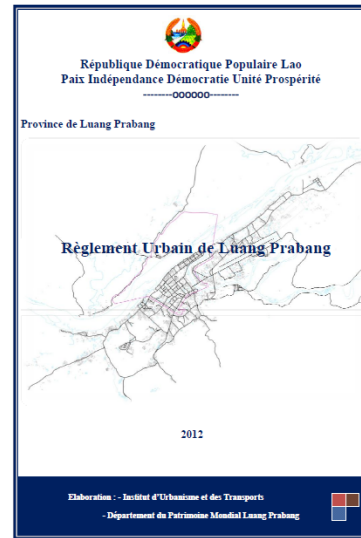 République Démocratique Populaire Lao
Paix Indépendance Démocratie Unité Prospérité
--------oooooo--------
Province de Luang Prabang
Règlement Urbain de Luang Prabang
2012
Elaboration : - Institut d'Urbanisme et des Transports
- Département du Patrimoine Mondial Luang Prabang